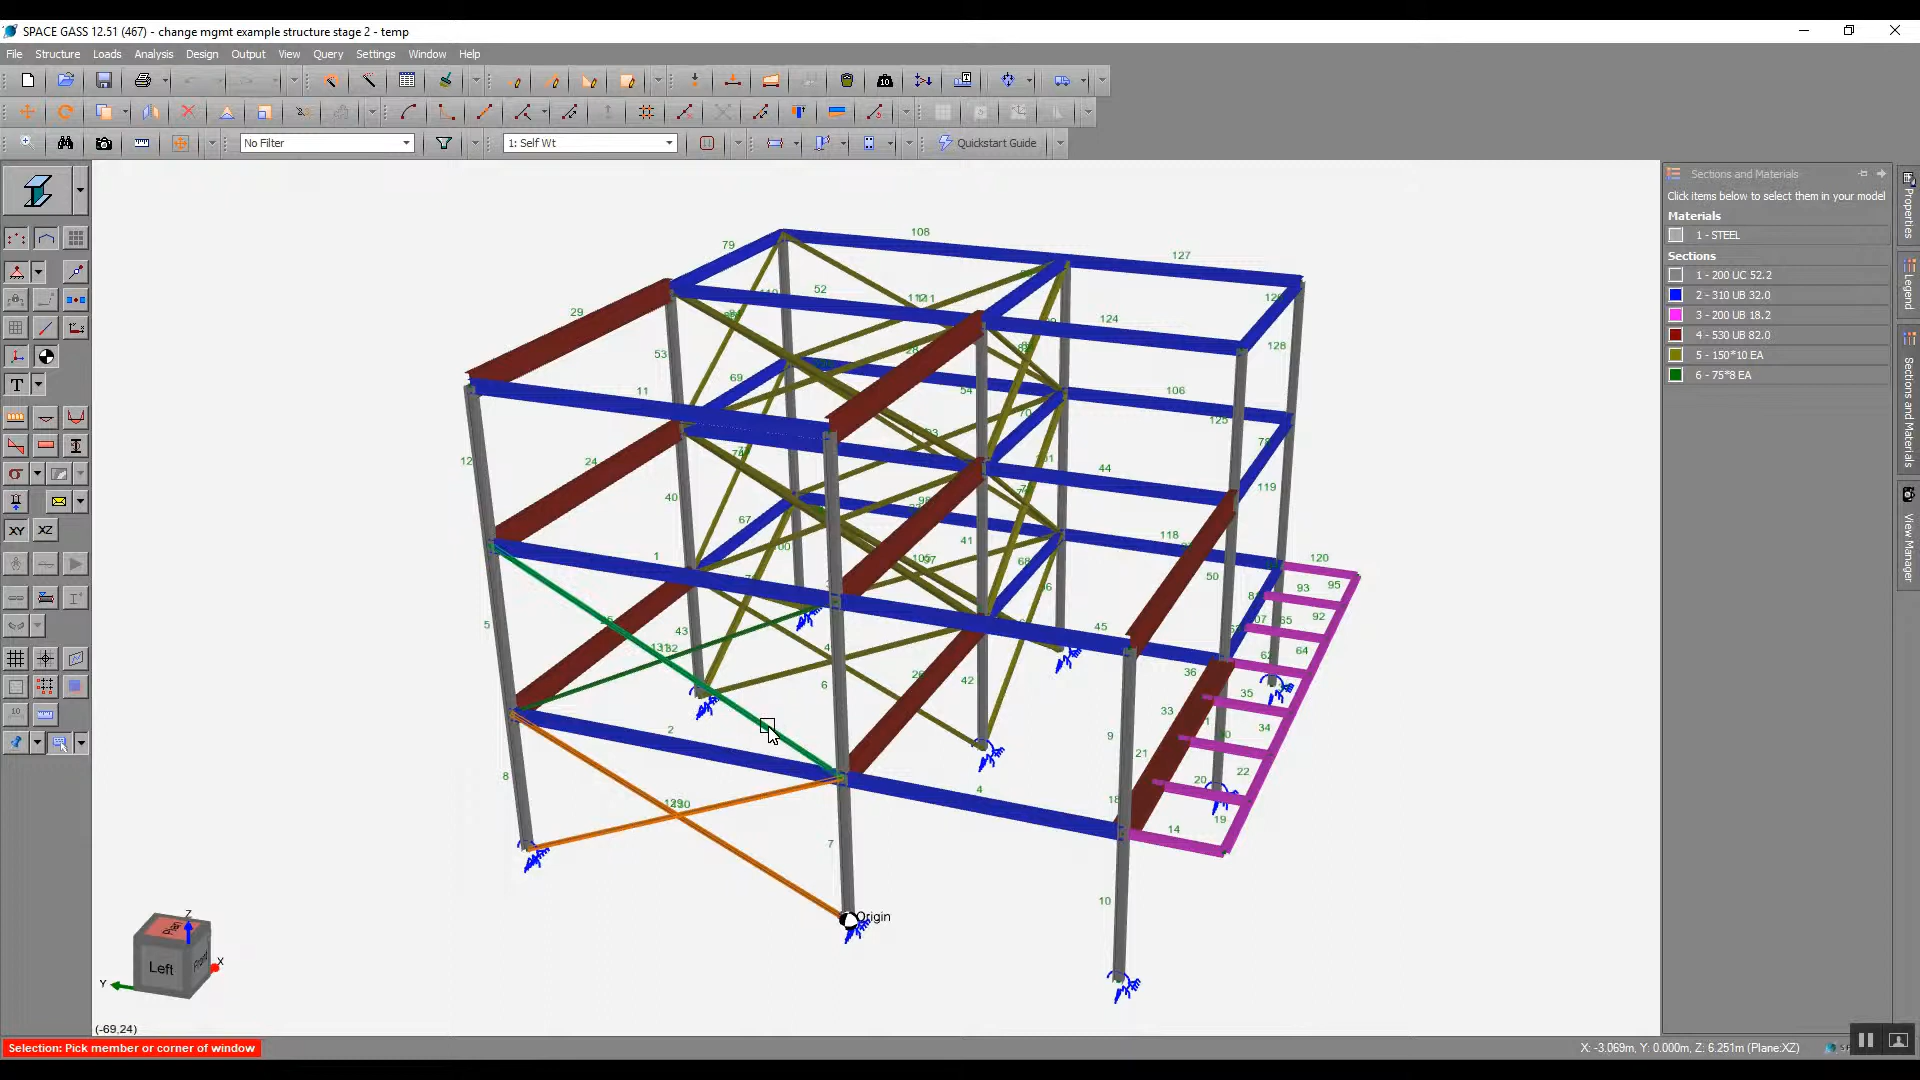 SPACE GASS 12.51 (467) - change mgmt example structure stage 2 - temp
File Structure Loads Analysis Design Output View Query Settings Window Help
No Filter
1: Self Wt
Quickstart Guide
Sections and Materials
Click items below to select them in your model
Materials
1 - STEEL
Sections
1 - 200 UC 52.2
2 - 310 UB 32.0
3 - 200 UB 18.2
4 - 530 UB 82.0
5 - 150*10 EA
6 - 75*8 EA
Properties
Legend
Sections and Materials
View Manager
XY XZ
T
108
79
127
52
29
124
53
128
11
69
54
106
12
24
44
40
119
67
41
118
1
50
120
93
95
5
43
45
92
64
36
6
42
35
33
34
2
9
21
22
8
20
4
19
14
7
10
Origin
Z
X
Y
Left
(-69,24)
Selection: Pick member or corner of window
X: -3.069m, Y: 0.000m, Z: 6.251m (Plane:XZ)